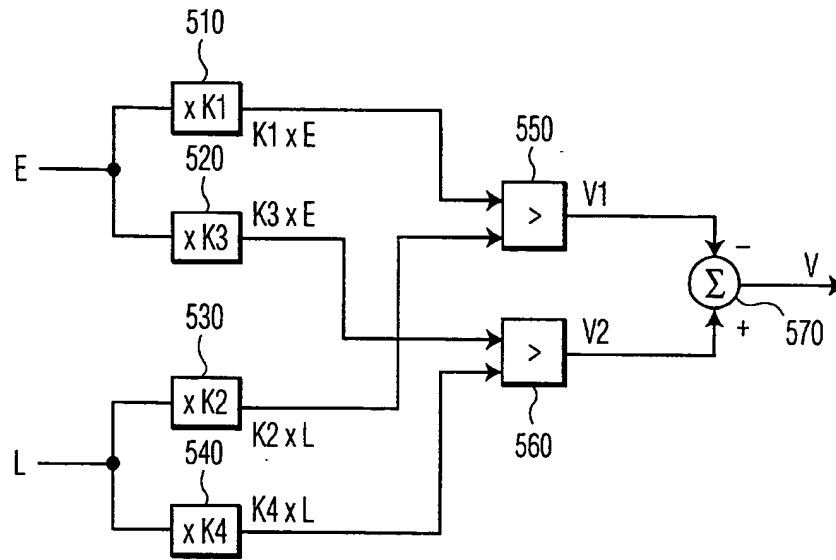 510
x K1
K1 x E
520
E
x K3
K3 x E
550
>
V1
−
Σ
V
570
+
530
x K2
K2 x L
>
V2
560
L
540
x K4
K4 x L